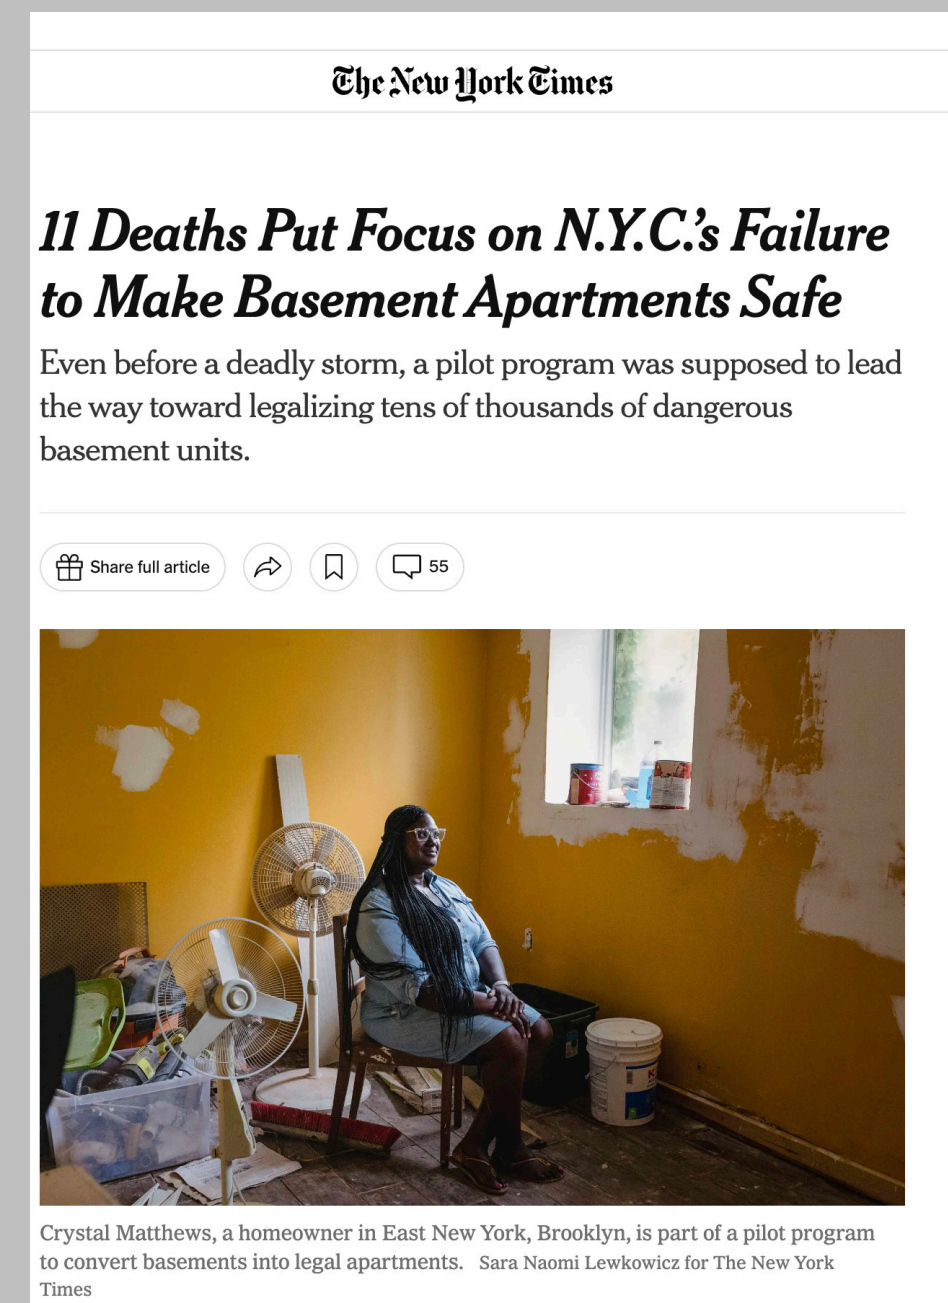 The New York Times
11 Deaths Put Focus on N.Y.C.'s Failure
to Make Basement Apartments Safe
Even before a deadly storm, a pilot program was supposed to lead
the way toward legalizing tens of thousands of dangerous
basement units.
Share full article
55
Crystal Matthews, a homeowner in East New York, Brooklyn, is part of a pilot program
to convert basements into legal apartments. Sara Naomi Lewkowicz for The New York
Times